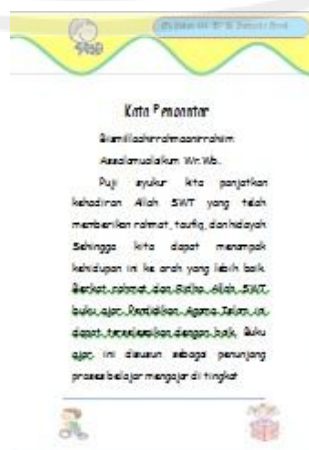 Kata Pengantar
Bismillaahirrahmaanirrahiim
Assalamualaikum Wr. Wb.
Puji syukur kita panjatkan
kehadiran Allah SWT yang telah
memberikan rahmat, taufiq, dan hidayah
Sehingga kita dapat menampak
kehidupan ini ke arah yang lebih baik.
Berkat rahmat dan Ridho Allah SWT,
buku ajar Pendidikan Agama Islam ini
dapat terselesaikan dengan baik. Buku
ajar ini disusun sebagai penunjang
proses belajar mengajar di tingkat